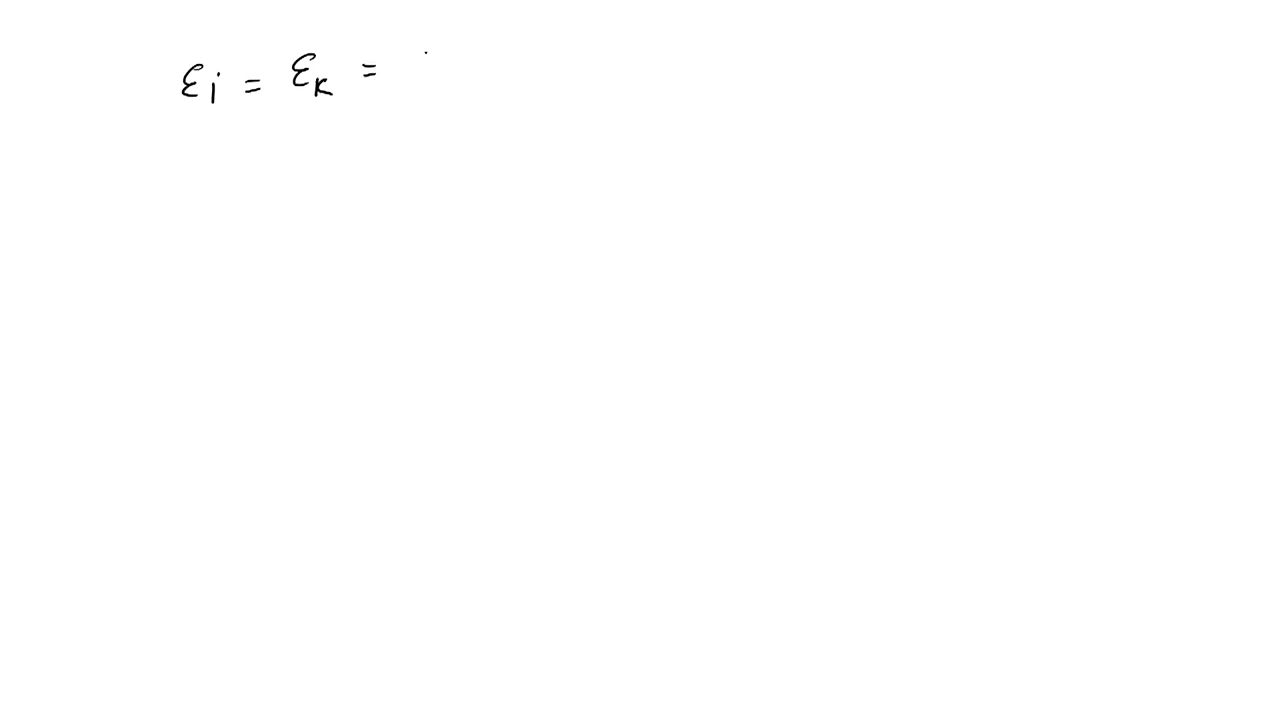 εi = εk =